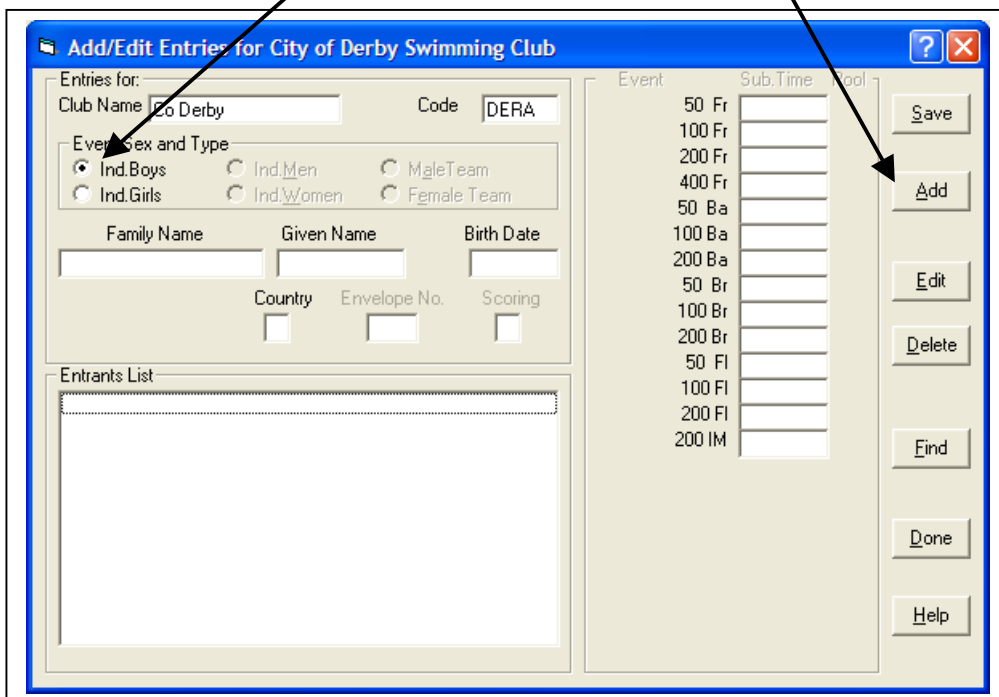 Add/Edit Entries for City of Derby Swimming Club
Entries for:
Club Name Co Derby Code DERA
Event Sex and Type
Ind.Boys Ind.Men MaleTeam
Ind.Girls Ind.Women Female Team
Family Name Given Name Birth Date
Country Envelope No. Scoring
Entrants List
Event Sub.Time Pool
50 Fr
100 Fr
200 Fr
400 Fr
50 Ba
100 Ba
200 Ba
50 Br
100 Br
200 Br
50 Fl
100 Fl
200 Fl
200 IM
Save
Add
Edit
Delete
Find
Done
Help